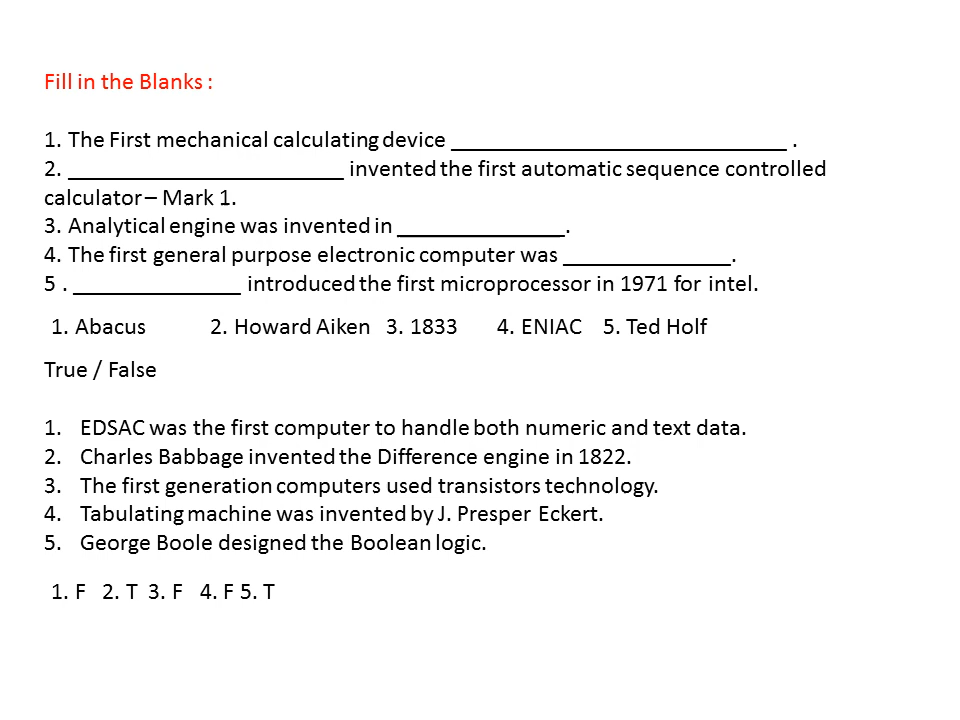 Fill in the Blanks :
1. The First mechanical calculating device ____________________________ .
2. _______________________ invented the first automatic sequence controlled
calculator – Mark 1.
3. Analytical engine was invented in ______________.
4. The first general purpose electronic computer was ______________.
5 . ______________ introduced the first microprocessor in 1971 for intel.
1. Abacus 2. Howard Aiken 3. 1833 4. ENIAC 5. Ted Holf
True / False
1. EDSAC was the first computer to handle both numeric and text data.
2. Charles Babbage invented the Difference engine in 1822.
3. The first generation computers used transistors technology.
4. Tabulating machine was invented by J. Presper Eckert.
5. George Boole designed the Boolean logic.
1. F 2. T 3. F 4. F 5. T